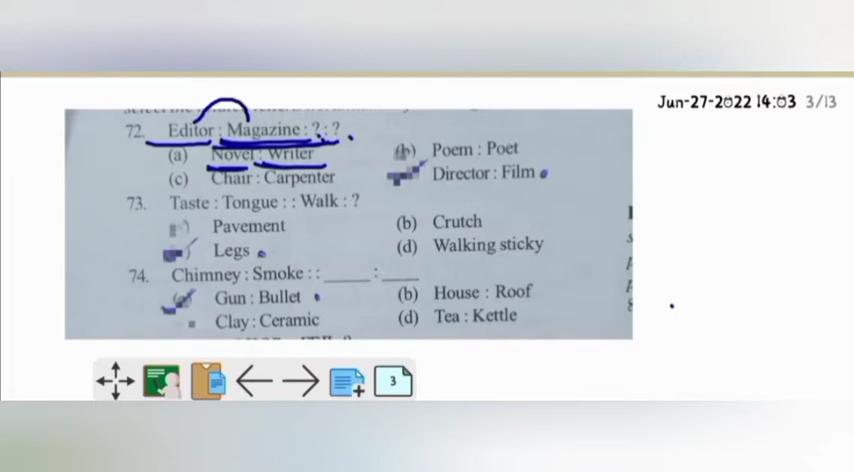 Jun-27-2022 14:03 3/13
72. Editor : Magazine : ? : ?
(a) Novel : Writer (b) Poem : Poet
(c) Chair : Carpenter Director : Film
73. Taste : Tongue : : Walk : ?
Pavement (b) Crutch
Legs (d) Walking sticky
74. Chimney : Smoke : : ____ : ____
(a) Gun : Bullet (b) House : Roof
Clay : Ceramic (d) Tea : Kettle
3